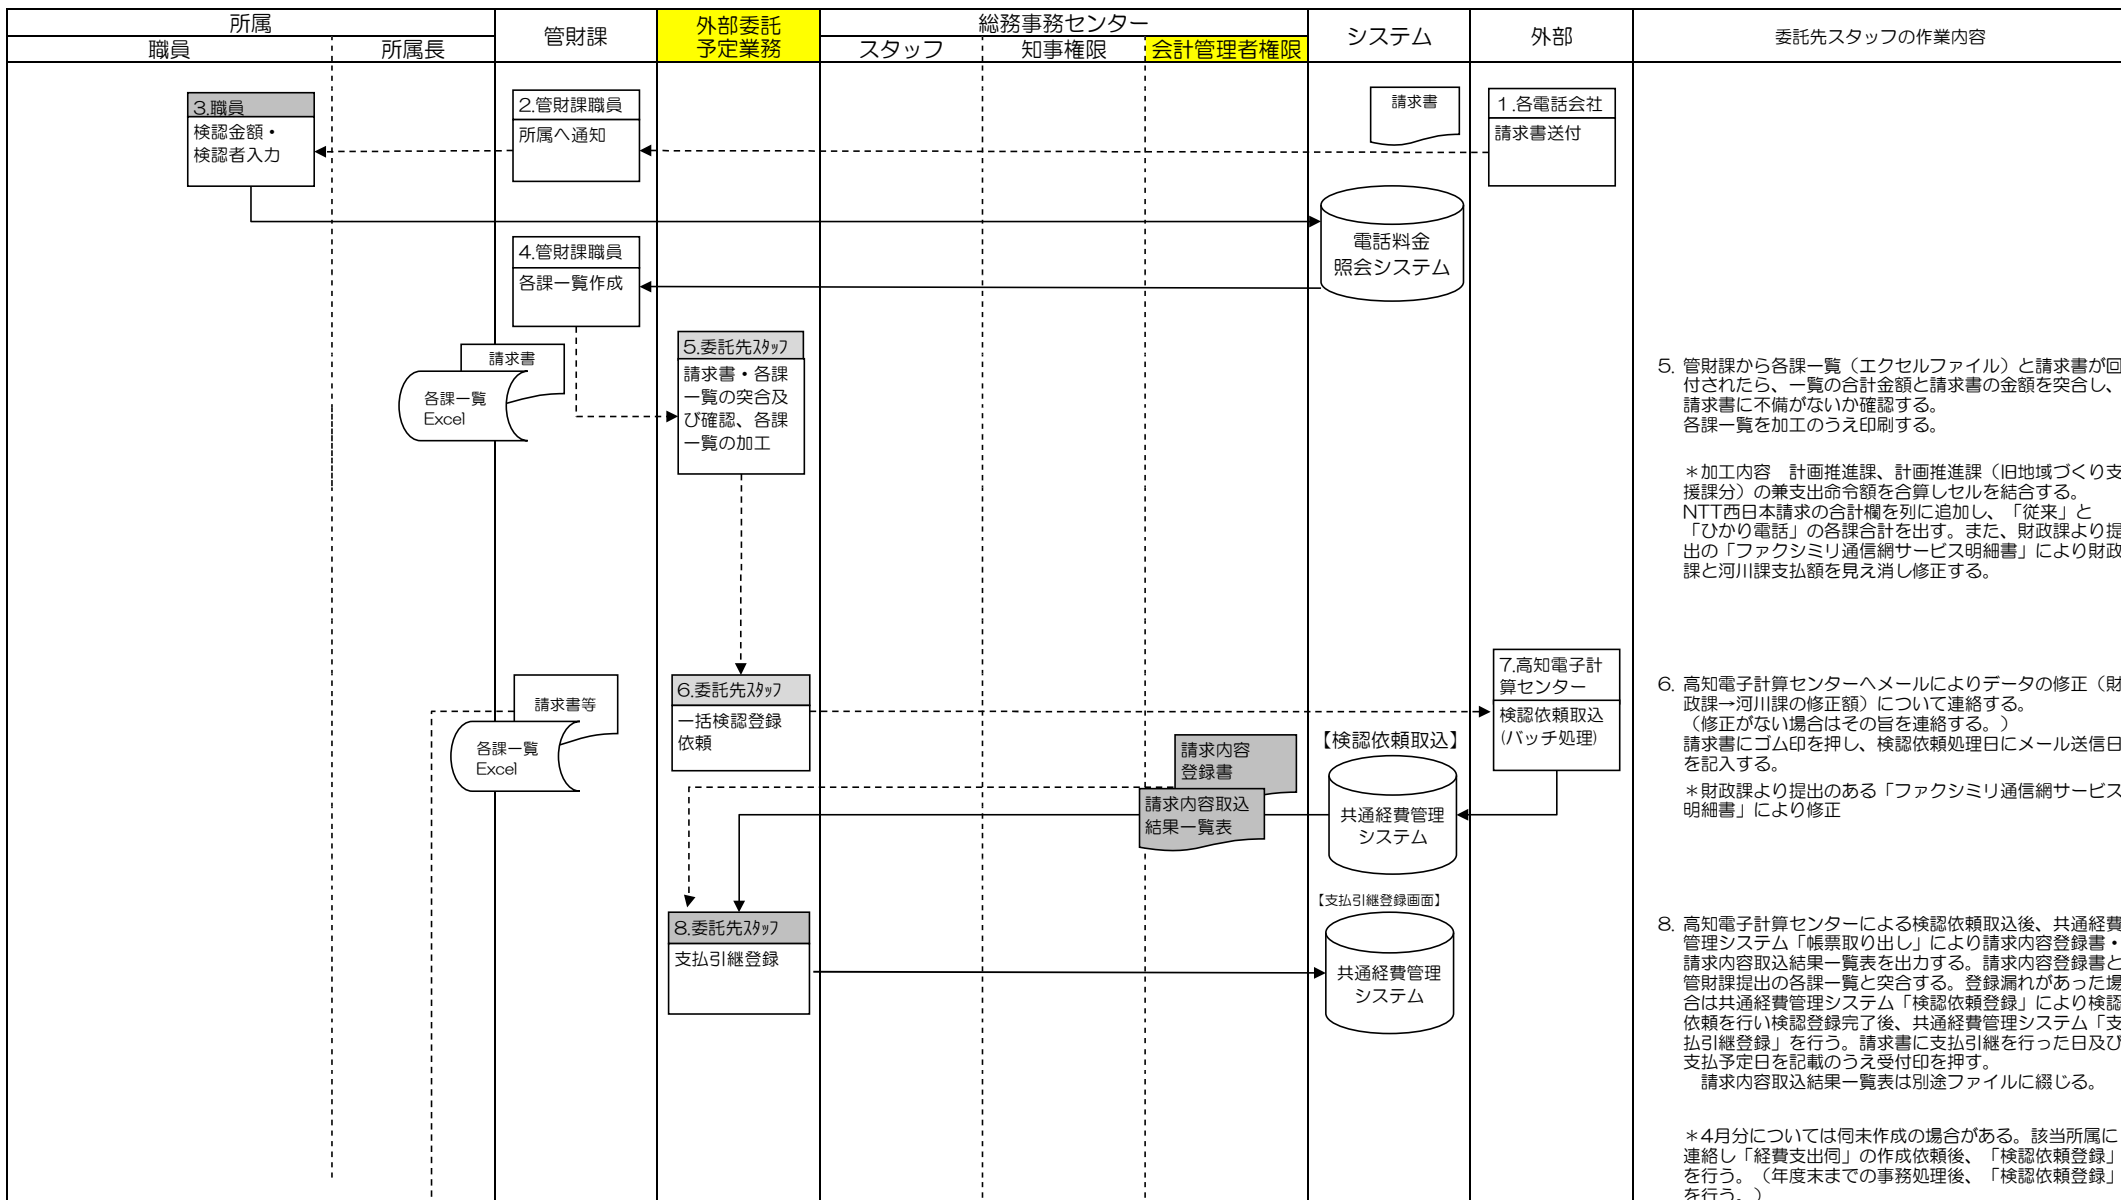 所属
管財課
外部委託
予定業務
総務事務センター
システム
外部
委託先スタッフの作業内容
職員
所属長
スタッフ
知事権限
会計管理者権限
3.職員
検認金額・
検認者入力
2.管財課職員
所属へ通知
請求書
1.各電話会社
請求書送付
電話料金
照会システム
4.管財課職員
各課一覧作成
請求書
各課一覧
Excel
5.委託先ｽﾀｯﾌ
請求書・各課
一覧の突合及
び確認、各課
一覧の加工
5. 管財課から各課一覧（エクセルファイル）と請求書が回
付されたら、一覧の合計金額と請求書の金額を突合し、
請求書に不備がないか確認する。
各課一覧を加工のうえ印刷する。
＊加工内容　計画推進課、計画推進課（旧地域づくり支
援課分）の兼支出命令額を合算しセルを結合する。
NTT西日本請求の合計欄を列に追加し、「従来」と
「ひかり電話」の各課合計を出す。また、財政課より提
出の「ファクシミリ通信網サービス明細書」により財政
課と河川課支払額を見え消し修正する。
請求書等
各課一覧
Excel
6.委託先ｽﾀｯﾌ
一括検認登録
依頼
7.高知電子計
算センター
検認依頼取込
(バッチ処理)
6. 高知電子計算センターへメールによりデータの修正（財
政課→河川課の修正額）について連絡する。
（修正がない場合はその旨を連絡する。）
請求書にゴム印を押し、検認依頼処理日にメール送信日
を記入する。
＊財政課より提出のある「ファクシミリ通信網サービス
明細書」により修正
請求内容
登録書
請求内容取込
結果一覧表
【検認依頼取込】
共通経費管理
システム
8.委託先ｽﾀｯﾌ
支払引継登録
【支払引継登録画面】
共通経費管理
システム
8. 高知電子計算センターによる検認依頼取込後、共通経費
管理システム「帳票取り出し」により請求内容登録書・
請求内容取込結果一覧表を出力する。請求内容登録書と
管財課提出の各課一覧と突合する。登録漏れがあった場
合は共通経費管理システム「検認依頼登録」により検認
依頼を行い検認登録完了後、共通経費管理システム「支
払引継登録」を行う。請求書に支払引継を行った日及び
支払予定日を記載のうえ受付印を押す。
　請求内容取込結果一覧表は別途ファイルに綴じる。
＊4月分については伺未作成の場合がある。該当所属に
連絡し「経費支出伺」の作成依頼後、「検認依頼登録」
を行う。（年度末までの事務処理後、「検認依頼登録」
を行う。）